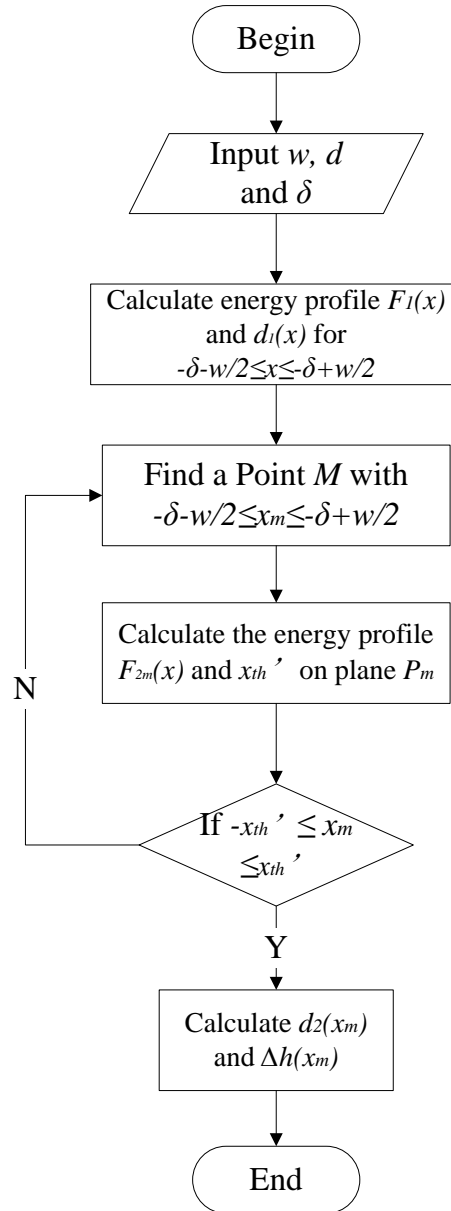 Begin
Input w, d
and δ
Calculate energy profile F1(x)
and d1(x) for
-δ-w/2≤x≤-δ+w/2
Find a Point M with
-δ-w/2≤xm≤-δ+w/2
Calculate the energy profile
F2m(x) and xth’ on plane Pm
N
If -xth’ ≤ xm
≤xth’
Y
Calculate d2(xm)
and Δh(xm)
End